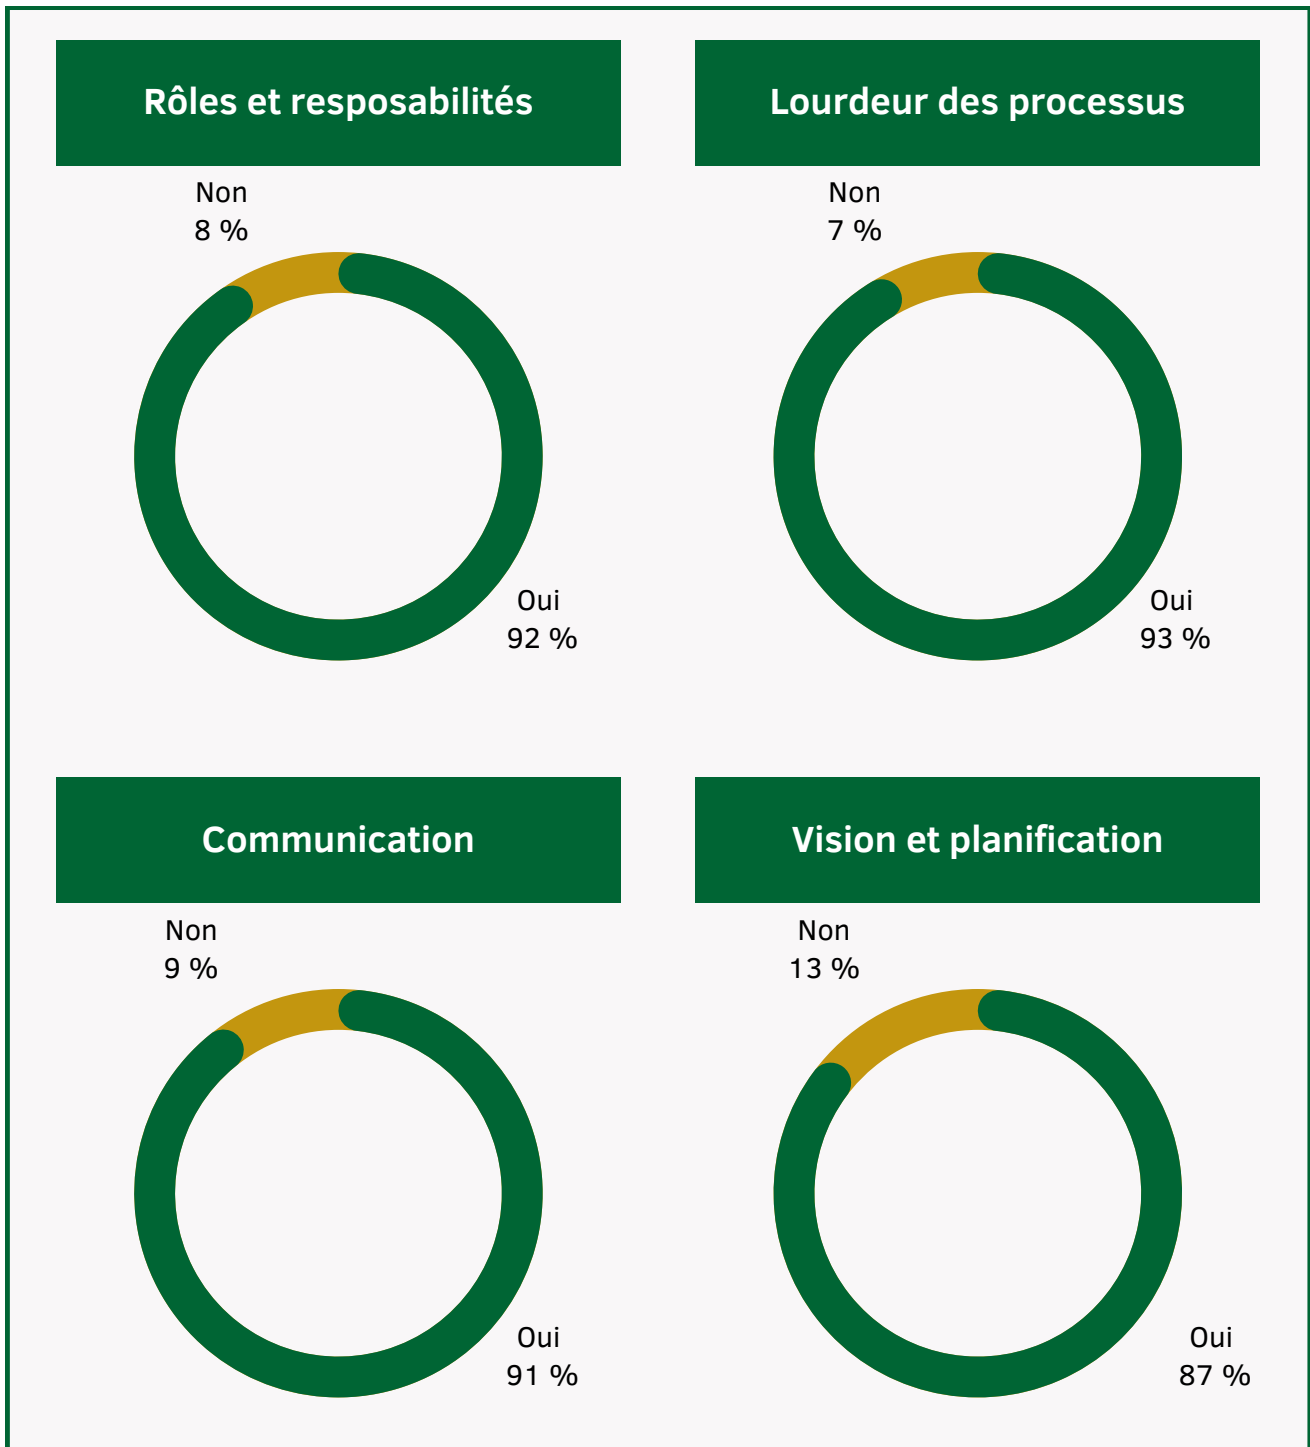 Rôles et resposabilités
Non
8 %
Oui
92 %
Lourdeur des processus
Non
7 %
Oui
93 %
Communication
Non
9 %
Oui
91 %
Vision et planification
Non
13 %
Oui
87 %